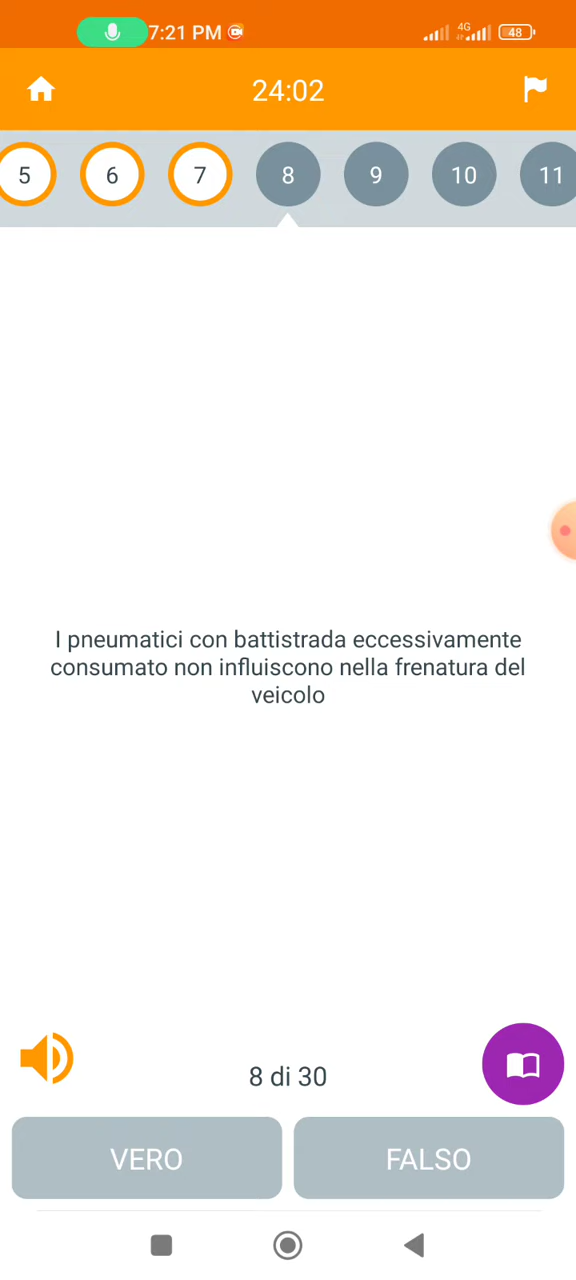 7:21 PM
4G
48
24:02
5 6 7 8 9 10 11
I pneumatici con battistrada eccessivamente
consumato non influiscono nella frenatura del
veicolo
8 di 30
VERO FALSO